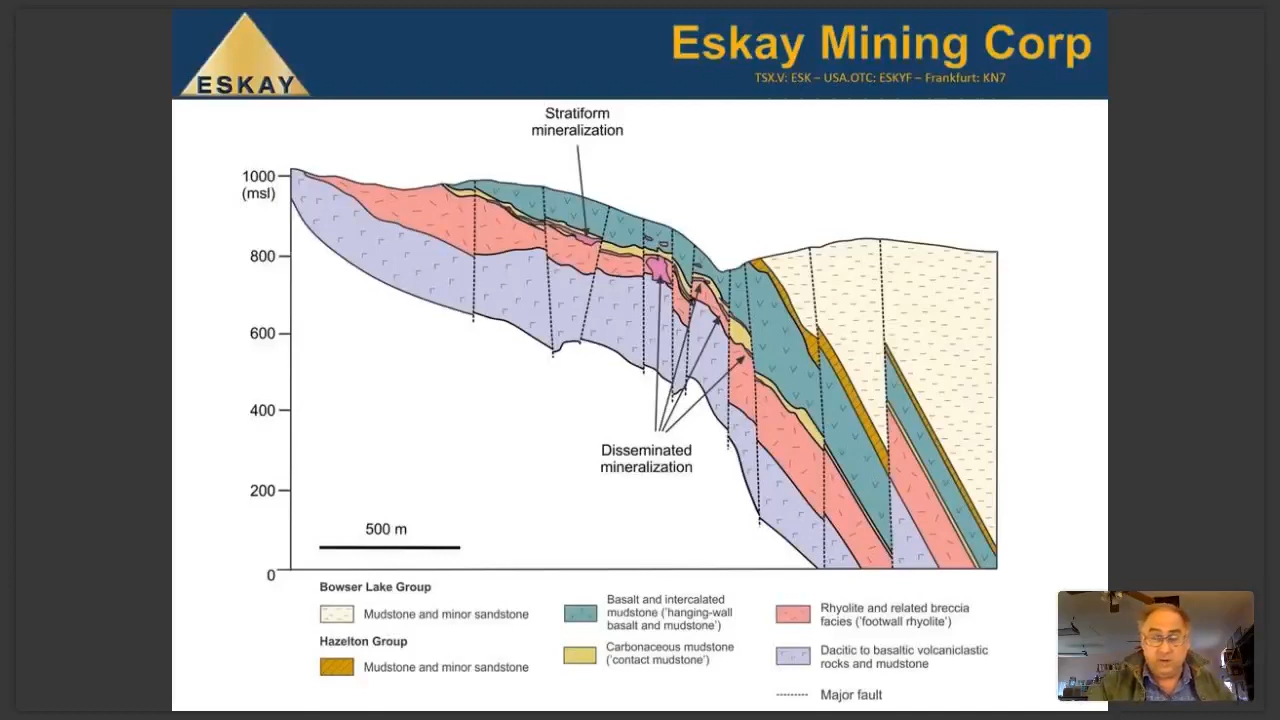 ESKAY
Eskay Mining Corp
TSX.V: ESK – USA.OTC: ESKYF – Frankfurt: KN7
Stratiform
mineralization
1000
(msl)
800
600
400
200
0
Disseminated
mineralization
500 m
Bowser Lake Group
Mudstone and minor sandstone
Hazelton Group
Mudstone and minor sandstone
Basalt and intercalated
mudstone ('hanging-wall
basalt and mudstone')
Carbonaceous mudstone
('contact mudstone')
Rhyolite and related breccia
facies ('footwall rhyolite')
Dacitic to basaltic volcaniclastic
rocks and mudstone
Major fault